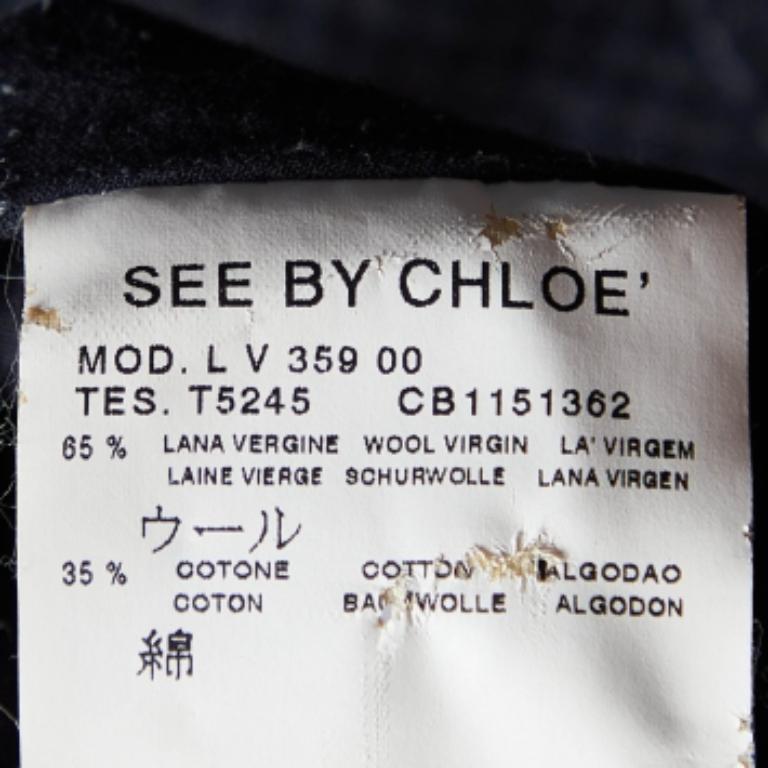 SEE BY CHLOE'
MOD. L V 359 00
TES. T5245 CB1151362
65 % LANA VERGINE WOOL VIRGIN LA' VIRGEM
LAINE VIERGE SCHURWOLLE LANA VIRGEN
ウール
35 % COTONE COTTON ALGODAO
COTON ALGODON
綿